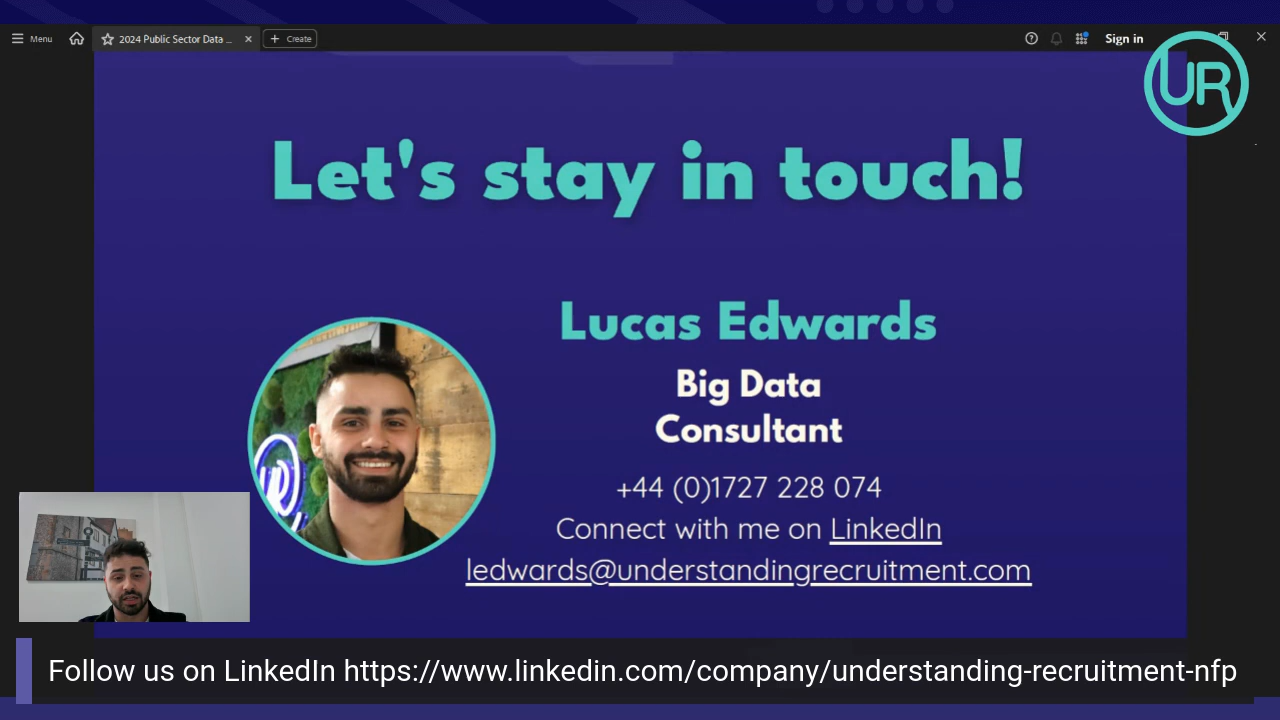 Menu
2024 Public Sector Data ...
Create
Sign in
UR
Let's stay in touch!
Lucas Edwards
Big Data
Consultant
+44 (0)1727 228 074
Connect with me on LinkedIn
ledwards@understandingrecruitment.com
UR
Follow us on LinkedIn https://www.linkedin.com/company/understanding-recruitment-nfp